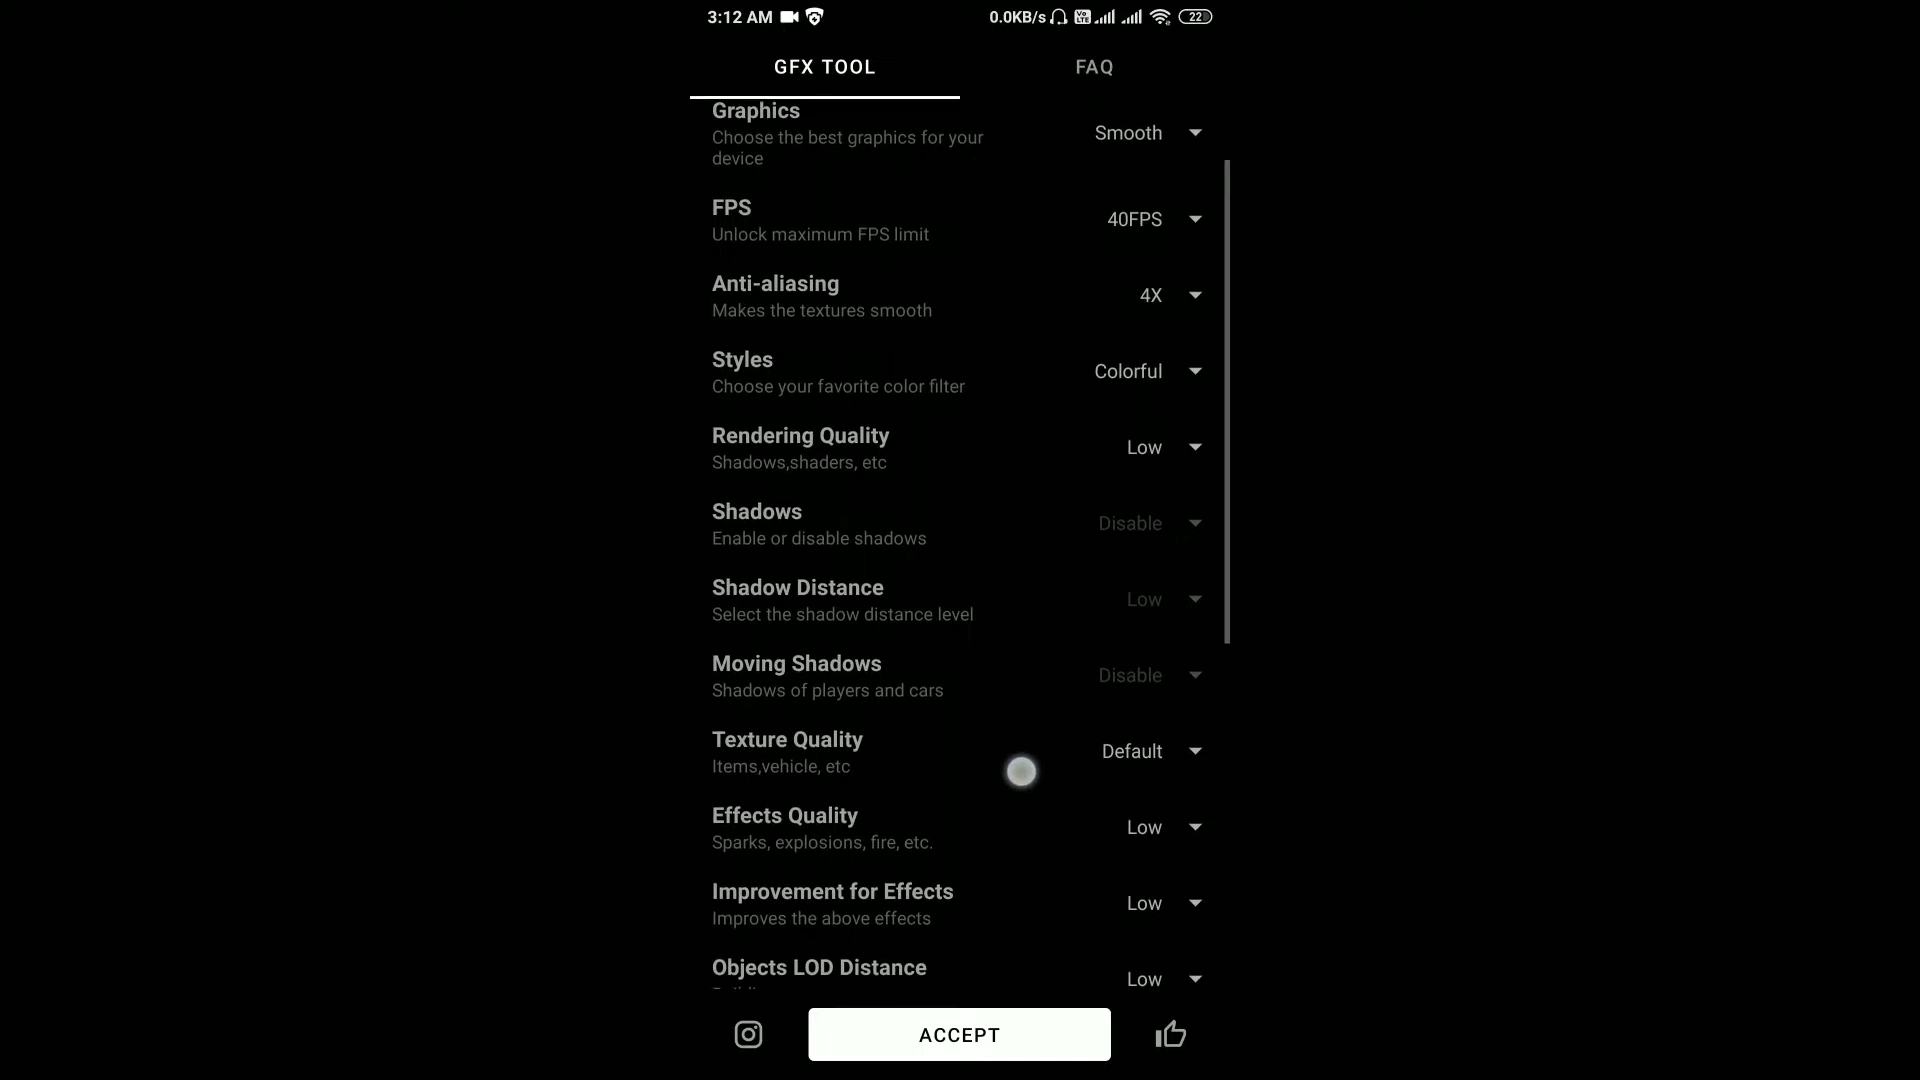 3:12 AM 0.0KB/s Vo LTE 22
GFX TOOL FAQ
Graphics
Choose the best graphics for your
device
Smooth
FPS
Unlock maximum FPS limit
40FPS
Anti-aliasing
Makes the textures smooth
4X
Styles
Choose your favorite color filter
Colorful
Rendering Quality
Shadows,shaders, etc
Low
Shadows
Enable or disable shadows
Disable
Shadow Distance
Select the shadow distance level
Low
Moving Shadows
Shadows of players and cars
Disable
Texture Quality
Items,vehicle, etc
Default
Effects Quality
Sparks, explosions, fire, etc.
Low
Improvement for Effects
Improves the above effects
Low
Objects LOD Distance
Low
ACCEPT